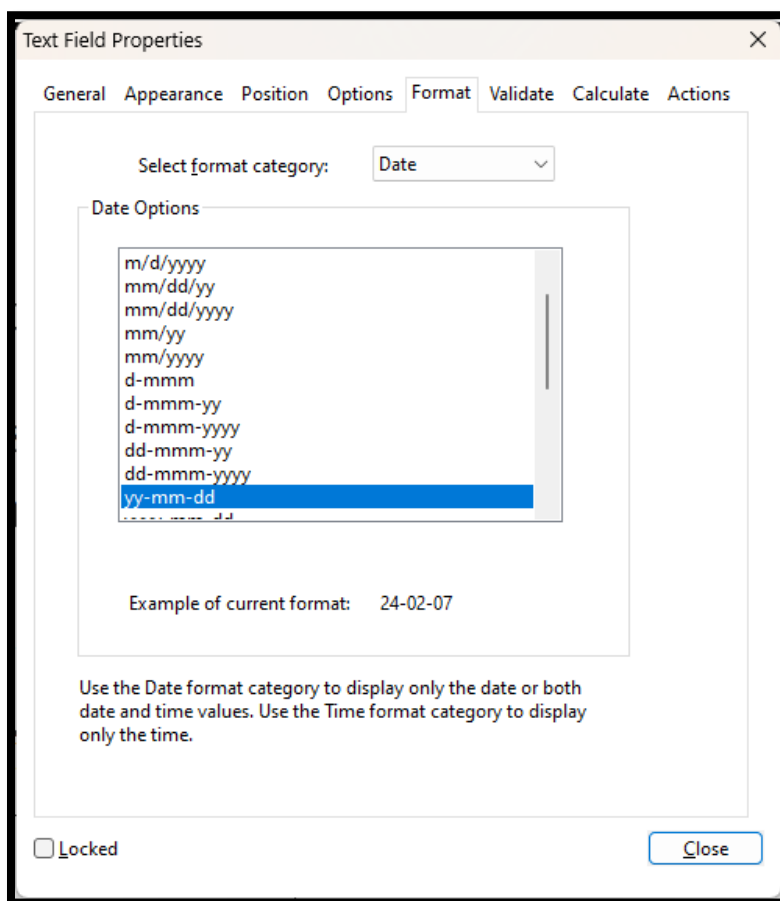 Text Field Properties
General Appearance Position Options Format Validate Calculate Actions
Select format category: Date
Date Options
m/d/yyyy
mm/dd/yy
mm/dd/yyyy
mm/yy
mm/yyyy
d-mmm
d-mmm-yy
d-mmm-yyyy
dd-mmm-yy
dd-mmm-yyyy
yy-mm-dd
Example of current format: 24-02-07
Use the Date format category to display only the date or both
date and time values. Use the Time format category to display
only the time.
Locked
Close